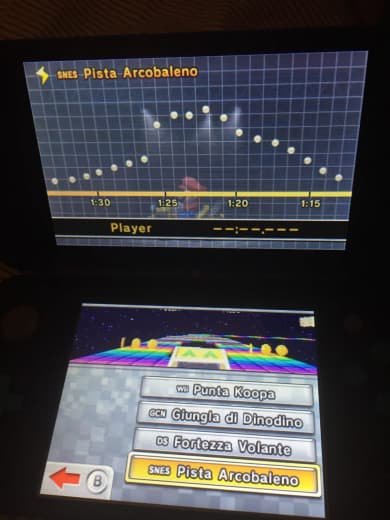 SNES Pista Arcobaleno
1:30 1:25 1:20 1:15
Player --:--.---
Wii Punta Koopa
GCN Giungla di Dinodino
DS Fortezza Volante
SNES Pista Arcobaleno
B